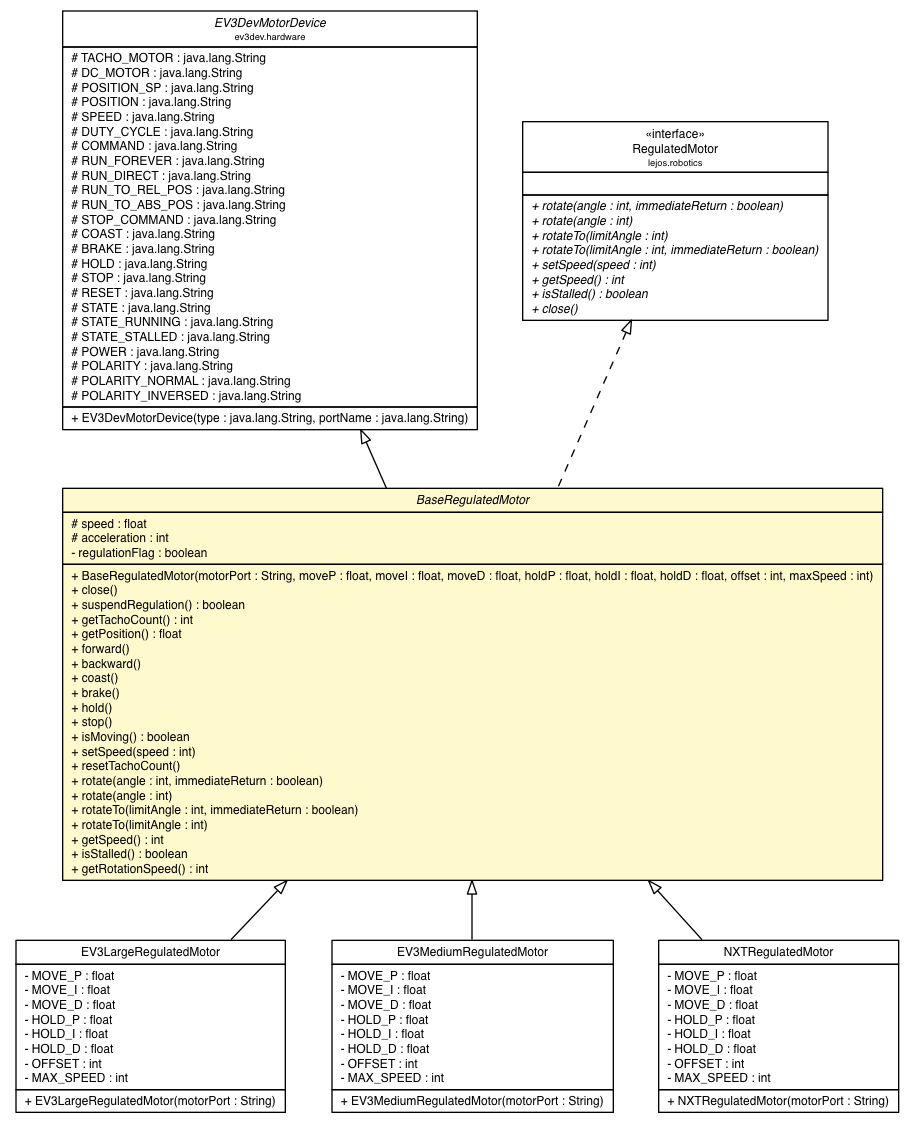 EV3DevMotorDevice
ev3dev.hardware
# TACHO_MOTOR : java.lang.String
# DC_MOTOR : java.lang.String
# POSITION_SP : java.lang.String
# POSITION : java.lang.String
# SPEED : java.lang.String
# DUTY_CYCLE : java.lang.String
# COMMAND : java.lang.String
# RUN_FOREVER : java.lang.String
# RUN_DIRECT : java.lang.String
# RUN_TO_REL_POS : java.lang.String
# RUN_TO_ABS_POS : java.lang.String
# STOP_COMMAND : java.lang.String
# COAST : java.lang.String
# BRAKE : java.lang.String
# HOLD : java.lang.String
# STOP : java.lang.String
# RESET : java.lang.String
# STATE : java.lang.String
# STATE_RUNNING : java.lang.String
# STATE_STALLED : java.lang.String
# POWER : java.lang.String
# POLARITY : java.lang.String
# POLARITY_NORMAL : java.lang.String
# POLARITY_INVERSED : java.lang.String
+ EV3DevMotorDevice(type : java.lang.String, portName : java.lang.String)
«interface»
RegulatedMotor
lejos.robotics
+ rotate(angle : int, immediateReturn : boolean)
+ rotate(angle : int)
+ rotateTo(limitAngle : int)
+ rotateTo(limitAngle : int, immediateReturn : boolean)
+ setSpeed(speed : int)
+ getSpeed() : int
+ isStalled() : boolean
+ close()
BaseRegulatedMotor
# speed : float
# acceleration : int
- regulationFlag : boolean
+ BaseRegulatedMotor(motorPort : String, moveP : float, moveI : float, moveD : float, holdP : float, holdI : float, holdD : float, offset : int, maxSpeed : int)
+ close()
+ suspendRegulation() : boolean
+ getTachoCount() : int
+ getPosition() : float
+ forward()
+ backward()
+ coast()
+ brake()
+ hold()
+ stop()
+ isMoving() : boolean
+ setSpeed(speed : int)
+ resetTachoCount()
+ rotate(angle : int, immediateReturn : boolean)
+ rotate(angle : int)
+ rotateTo(limitAngle : int, immediateReturn : boolean)
+ rotateTo(limitAngle : int)
+ getSpeed() : int
+ isStalled() : boolean
+ getRotationSpeed() : int
EV3LargeRegulatedMotor
- MOVE_P : float
- MOVE_I : float
- MOVE_D : float
- HOLD_P : float
- HOLD_I : float
- HOLD_D : float
- OFFSET : int
- MAX_SPEED : int
+ EV3LargeRegulatedMotor(motorPort : String)
EV3MediumRegulatedMotor
- MOVE_P : float
- MOVE_I : float
- MOVE_D : float
- HOLD_P : float
- HOLD_I : float
- HOLD_D : float
- OFFSET : int
- MAX_SPEED : int
+ EV3MediumRegulatedMotor(motorPort : String)
NXTRegulatedMotor
- MOVE_P : float
- MOVE_I : float
- MOVE_D : float
- HOLD_P : float
- HOLD_I : float
- HOLD_D : float
- OFFSET : int
- MAX_SPEED : int
+ NXTRegulatedMotor(motorPort : String)